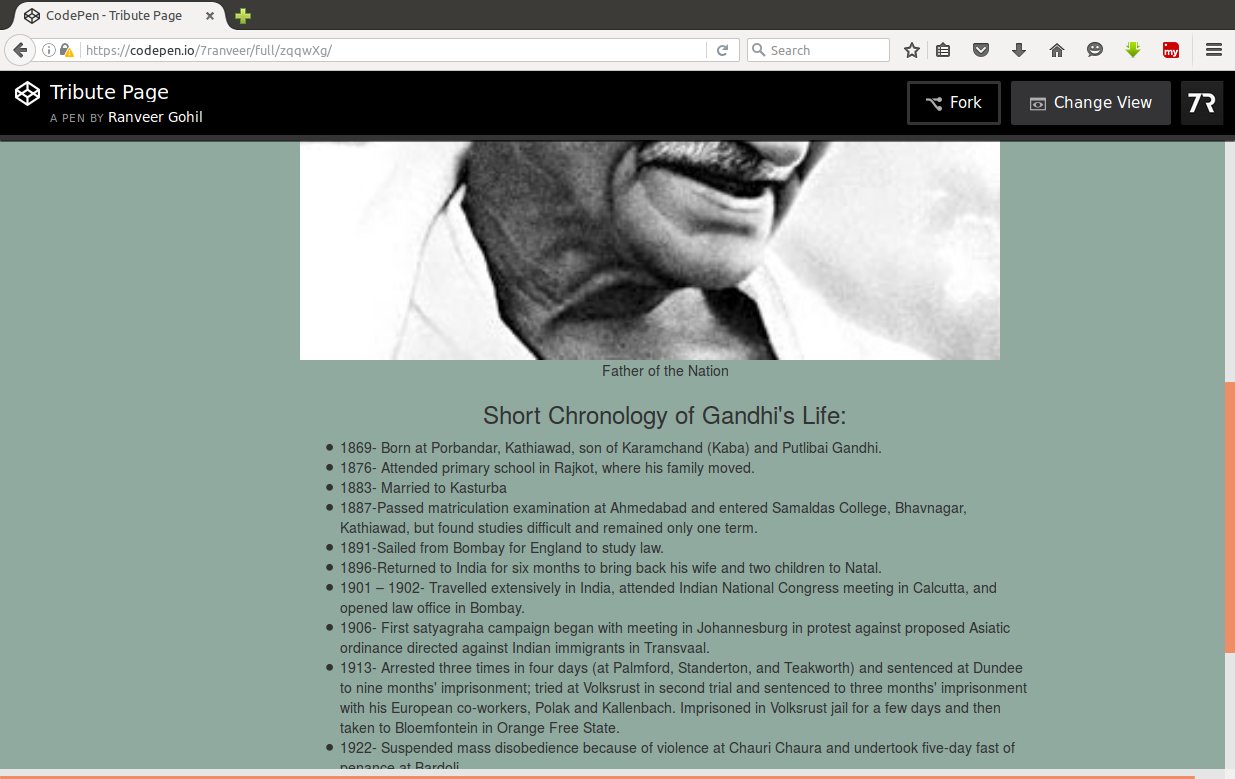 CodePen - Tribute Page
https://codepen.io/7ranveer/full/zqqwXg/
Search
my
Tribute Page
A PEN BY Ranveer Gohil
Fork
Change View
7R
Father of the Nation
Short Chronology of Gandhi's Life:
1869- Born at Porbandar, Kathiawad, son of Karamchand (Kaba) and Putlibai Gandhi.
1876- Attended primary school in Rajkot, where his family moved.
1883- Married to Kasturba
1887-Passed matriculation examination at Ahmedabad and entered Samaldas College, Bhavnagar,
Kathiawad, but found studies difficult and remained only one term.
1891-Sailed from Bombay for England to study law.
1896-Returned to India for six months to bring back his wife and two children to Natal.
1901 – 1902- Travelled extensively in India, attended Indian National Congress meeting in Calcutta, and
opened law office in Bombay.
1906- First satyagraha campaign began with meeting in Johannesburg in protest against proposed Asiatic
ordinance directed against Indian immigrants in Transvaal.
1913- Arrested three times in four days (at Palmford, Standerton, and Teakworth) and sentenced at Dundee
to nine months' imprisonment; tried at Volksrust in second trial and sentenced to three months' imprisonment
with his European co-workers, Polak and Kallenbach. Imprisoned in Volksrust jail for a few days and then
taken to Bloemfontein in Orange Free State.
1922- Suspended mass disobedience because of violence at Chauri Chaura and undertook five-day fast of
penance at Bardoli